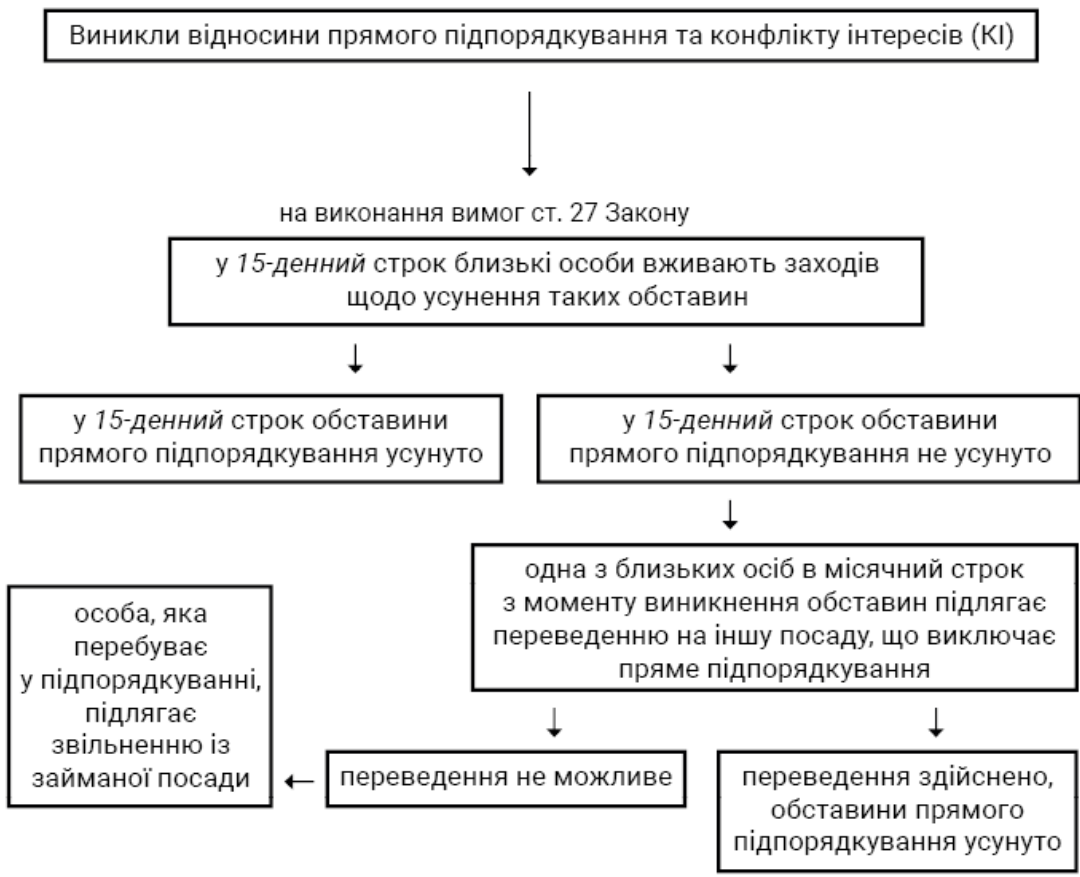 Виникли відносини прямого підпорядкування та конфлікту інтересів (КІ)
на виконання вимог ст. 27 Закону
у 15-денний строк близькі особи вживають заходів
щодо усунення таких обставин
у 15-денний строк обставини
прямого підпорядкування усунуто
у 15-денний строк обставини
прямого підпорядкування не усунуто
одна з близьких осіб в місячний строк
з моменту виникнення обставин підлягає
переведенню на іншу посаду, що виключає
пряме підпорядкування
особа, яка
перебуває
у підпорядкуванні,
підлягає
звільненню із
займаної посади
переведення не можливе
переведення здійснено,
обставини прямого
підпорядкування усунуто